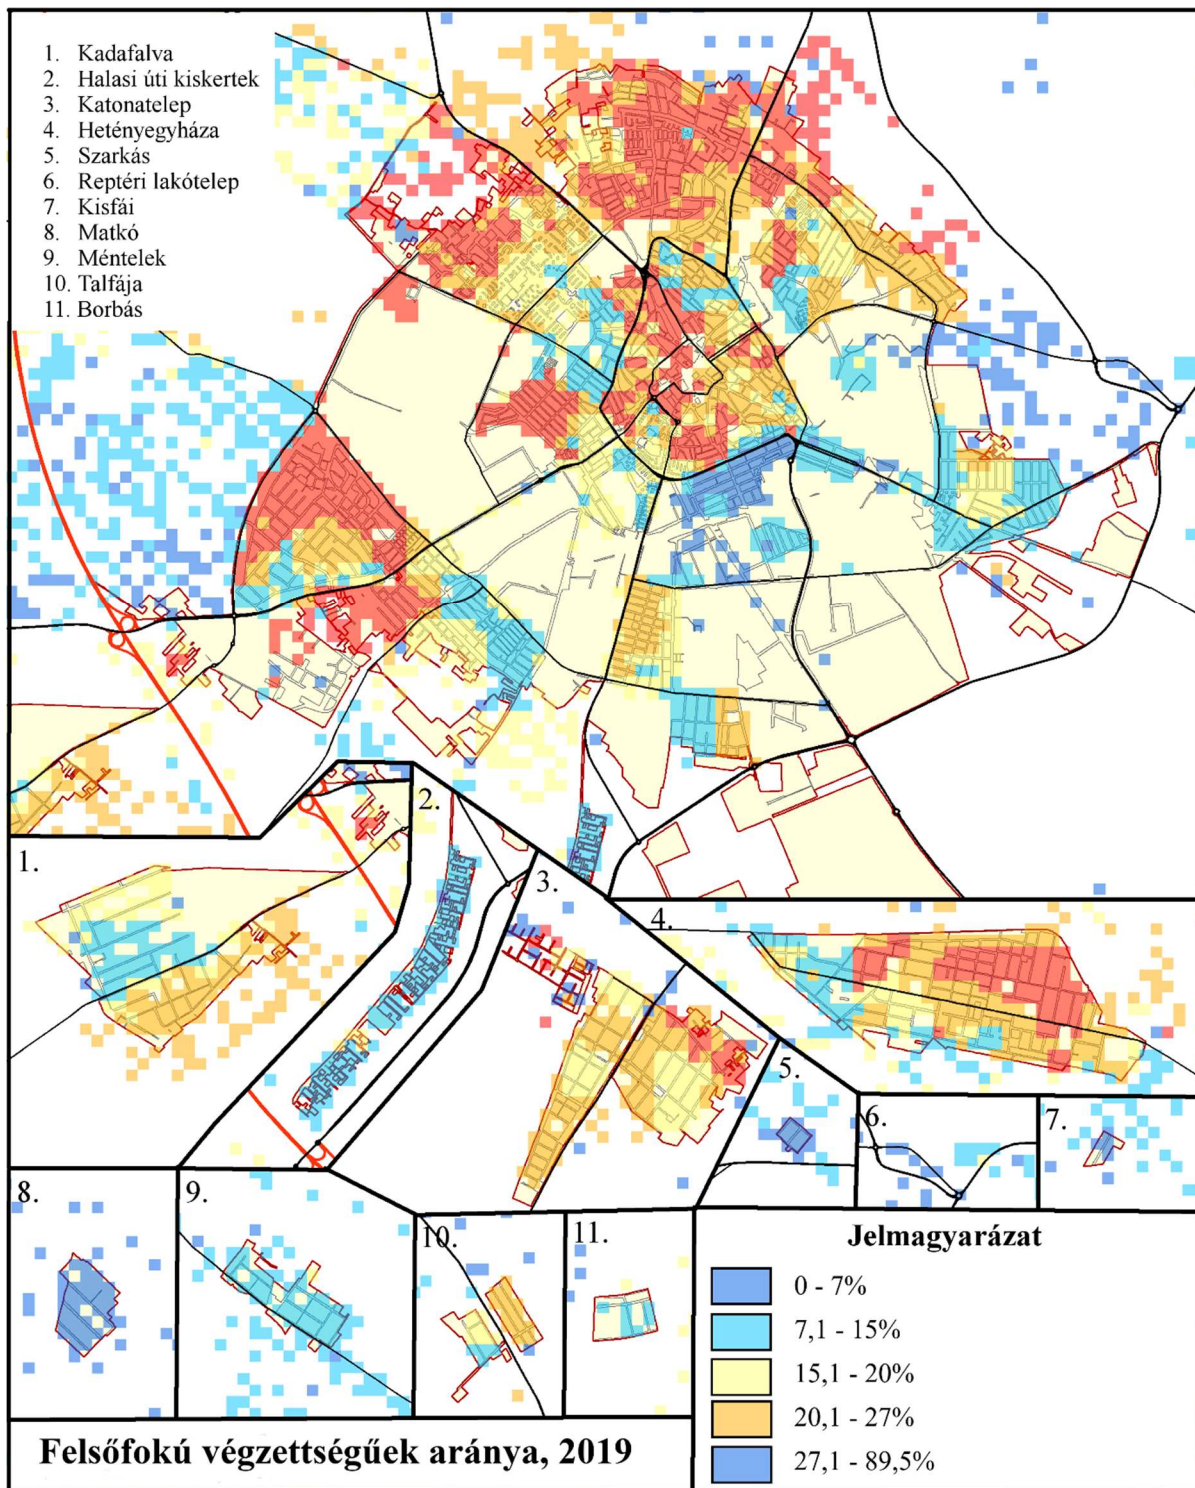 1. Kadafalva
2. Halasi úti kiskertek
3. Katonatelep
4. Hetényegyháza
5. Szarkás
6. Reptéri lakótelep
7. Kisfái
8. Matkó
9. Méntelek
10. Talfája
11. Borbás
1.
2.
3.
4.
5.
6.
7.
8.
9.
10.
11.
Jelmagyarázat
0 - 7%
7,1 - 15%
15,1 - 20%
20,1 - 27%
27,1 - 89,5%
Felsőfokú végzettségűek aránya, 2019